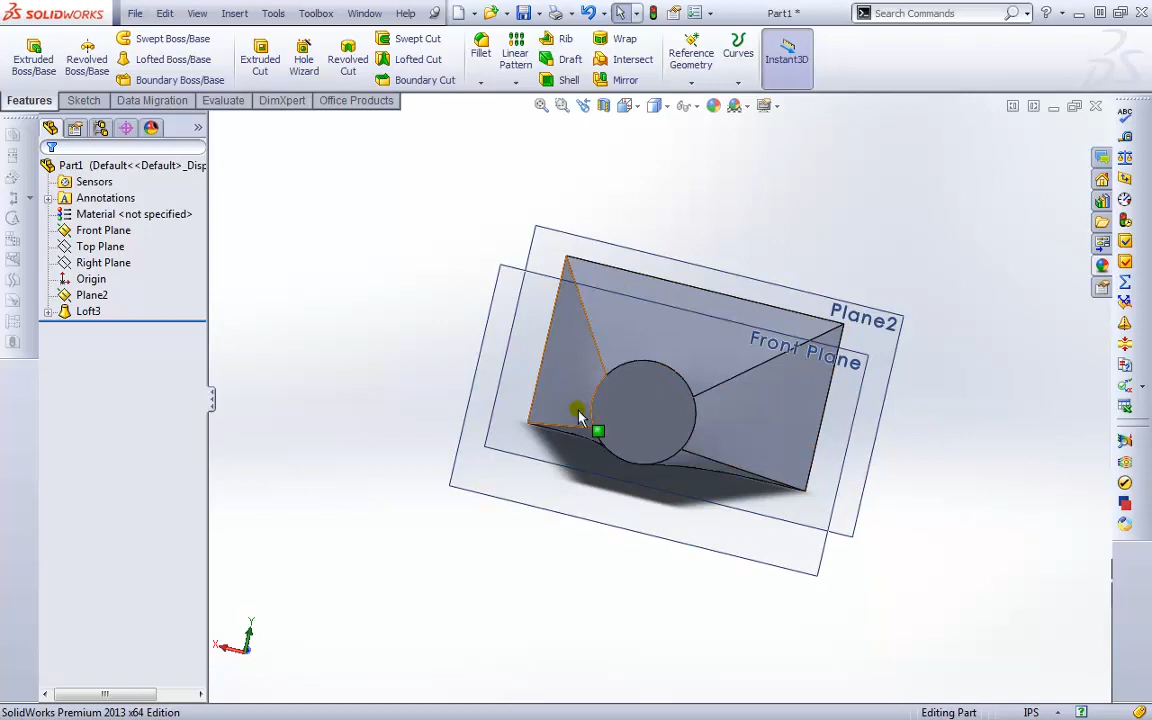 SOLIDWORKS File Edit View Insert Tools Toolbox Window Help Part1 * Search Commands
Extruded Boss/Base
Revolved Boss/Base
Swept Boss/Base
Lofted Boss/Base
Boundary Boss/Base
Extruded Cut
Hole Wizard
Revolved Cut
Swept Cut
Lofted Cut
Boundary Cut
Fillet
Linear Pattern
Rib
Draft
Shell
Wrap
Intersect
Mirror
Reference Geometry
Curves
Instant3D
Features Sketch Data Migration Evaluate DimXpert Office Products
Part1 (Default<<Default>_Disp
Sensors
Annotations
Material <not specified>
Front Plane
Top Plane
Right Plane
Origin
Plane2
Loft3
Plane2
Front Plane
Y
X
SolidWorks Premium 2013 x64 Edition Editing Part IPS